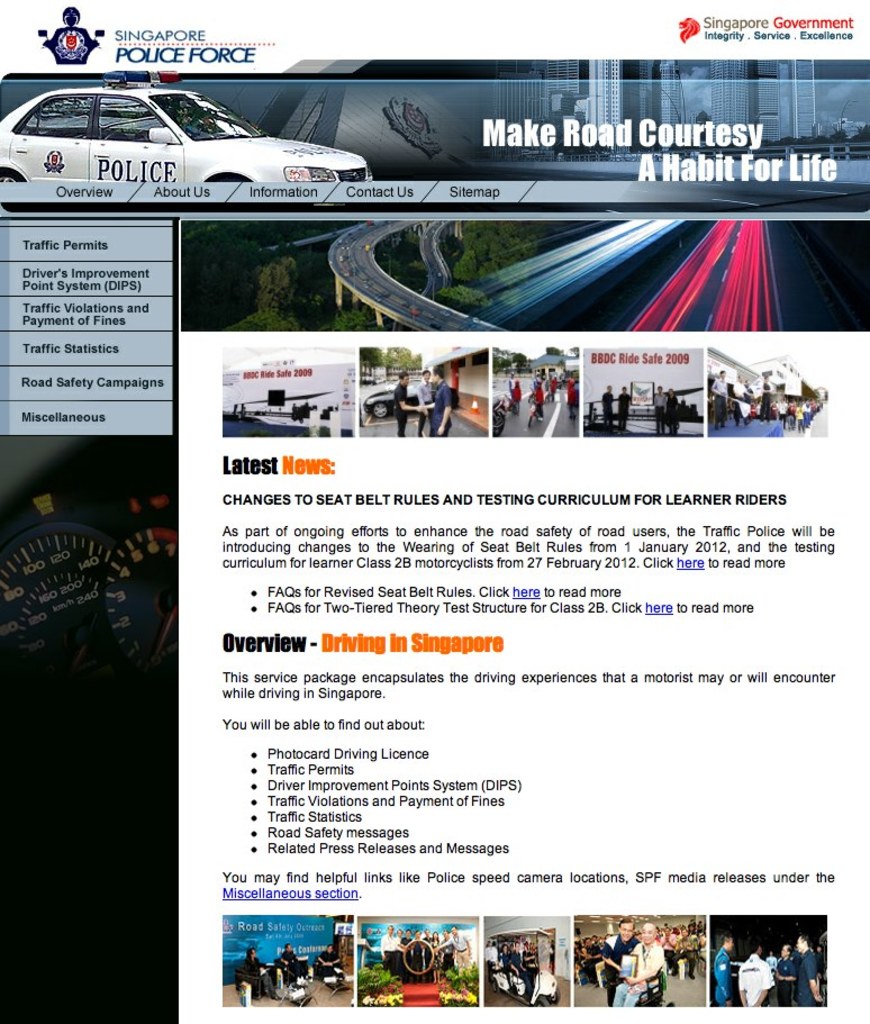 SINGAPORE
POLICE FORCE
Singapore Government
Integrity . Service . Excellence
Make Road Courtesy
A Habit For Life
POLICE
Overview
About Us
Information
Contact Us
Sitemap
Traffic Permits
Driver's Improvement
Point System (DIPS)
Traffic Violations and
Payment of Fines
Traffic Statistics
Road Safety Campaigns
Miscellaneous
BBDC Ride Safe 2009
BBDC Ride Safe 2009
Latest News:
CHANGES TO SEAT BELT RULES AND TESTING CURRICULUM FOR LEARNER RIDERS
As part of ongoing efforts to enhance the road safety of road users, the Traffic Police will be
introducing changes to the Wearing of Seat Belt Rules from 1 January 2012, and the testing
curriculum for learner Class 2B motorcyclists from 27 February 2012. Click here to read more
• FAQs for Revised Seat Belt Rules. Click here to read more
• FAQs for Two-Tiered Theory Test Structure for Class 2B. Click here to read more
Overview - Driving in Singapore
This service package encapsulates the driving experiences that a motorist may or will encounter
while driving in Singapore.
You will be able to find out about:
• Photocard Driving Licence
• Traffic Permits
• Driver Improvement Points System (DIPS)
• Traffic Violations and Payment of Fines
• Traffic Statistics
• Road Safety messages
• Related Press Releases and Messages
You may find helpful links like Police speed camera locations, SPF media releases under the
Miscellaneous section.
100 120
80 140
60 160
km/h 240
Road Safety Outreach